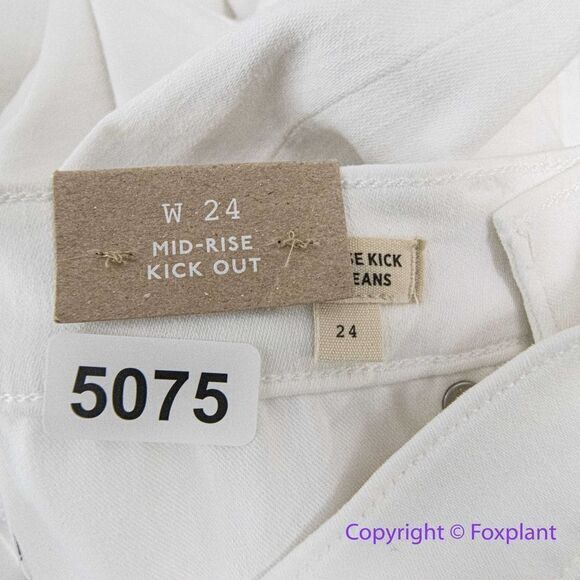 W 24
MID-RISE
KICK OUT
SE KICK
EANS
24
5075
Copyright © Foxplant